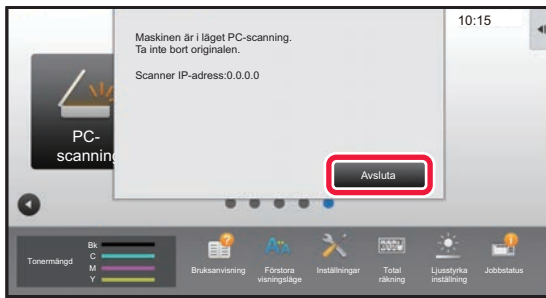 10:15
Maskinen är i läget PC-scanning.
Ta inte bort originalen.
Scanner IP-adress:0.0.0.0
PC-
scanning
Avsluta
Tonermängd
Bk
C
M
Y
Bruksanvisning
Förstora
visningsläge
Inställningar
Total
räkning
Ljusstyrka
inställning
Jobbstatus